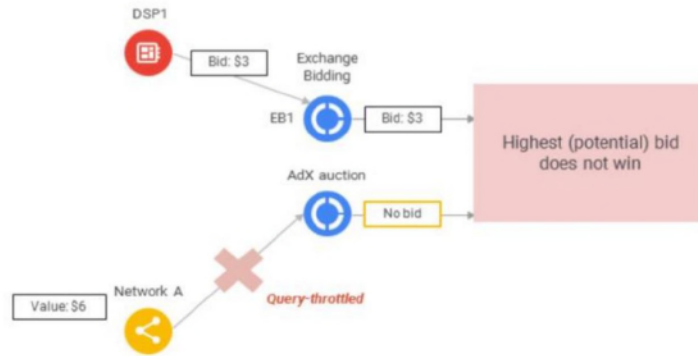 DSP1
Bid: $3
Exchange
Bidding
EB1
Bid: $3
Highest (potential) bid
does not win
AdX auction
No bid
Network A
Query-throttled
Value: $6